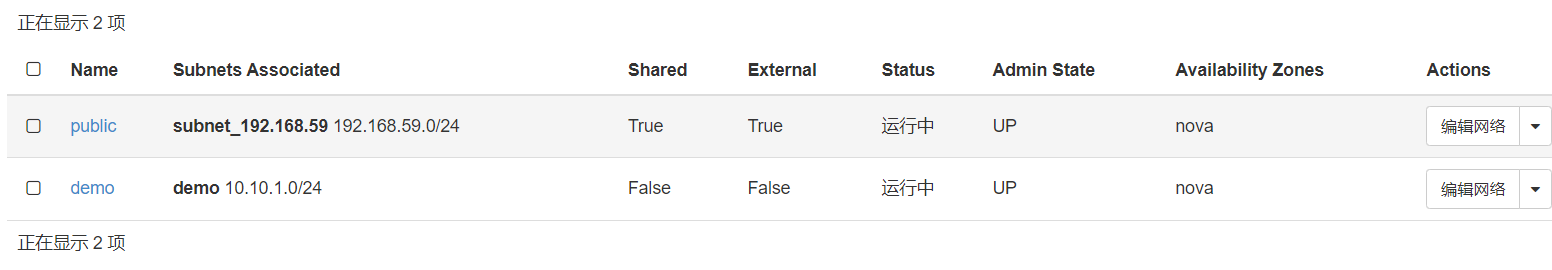 正在显示 2 项
Name Subnets Associated Shared External Status Admin State Availability Zones Actions
public subnet_192.168.59 192.168.59.0/24 True True 运行中 UP nova 编辑网络
demo demo 10.10.1.0/24 False False 运行中 UP nova 编辑网络
正在显示 2 项